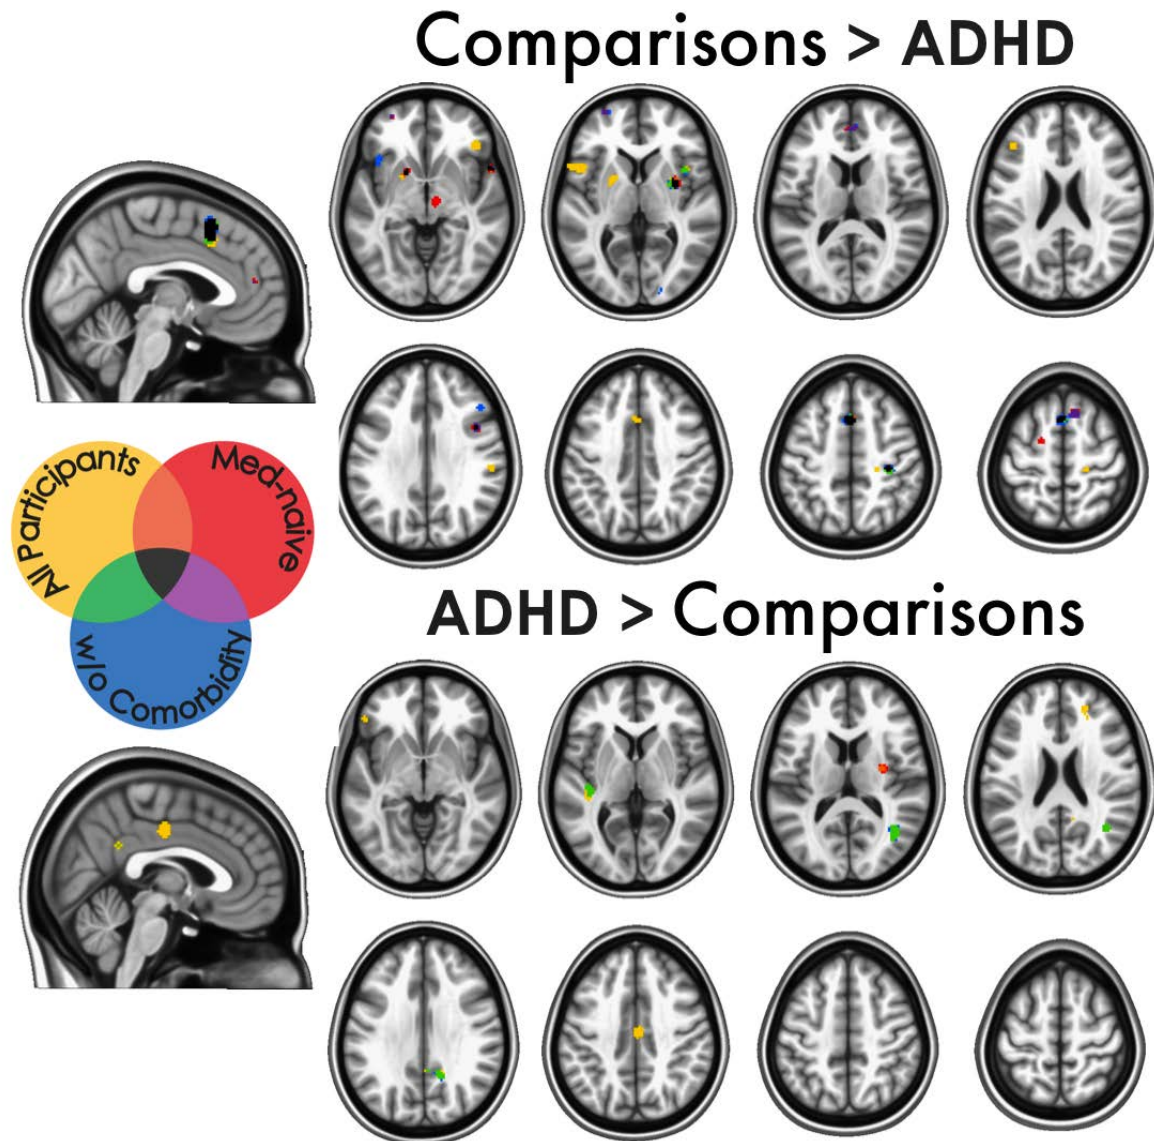 Comparisons > ADHD
All Participants
Med-naive
w/o Comorbidity
ADHD > Comparisons